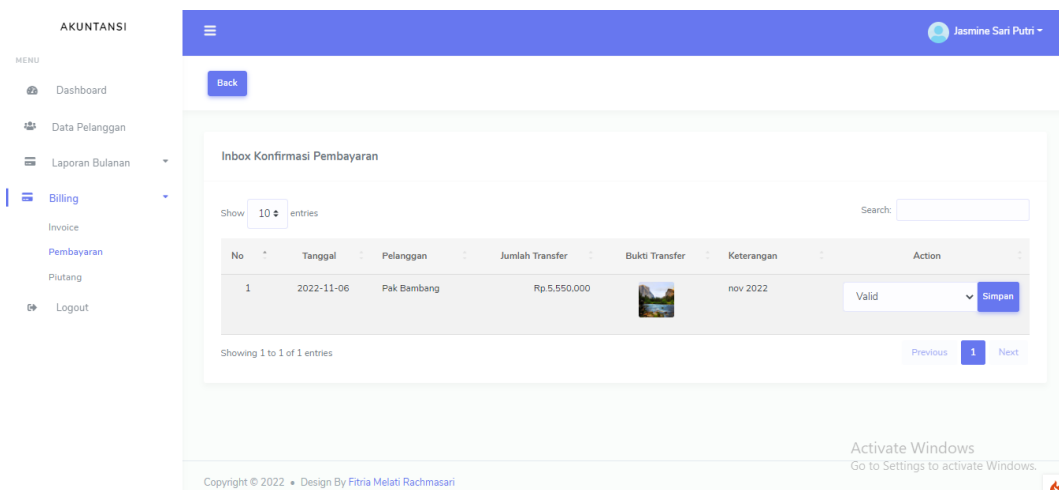 AKUNTANSI
Jasmine Sari Putri
MENU
Dashboard
Data Pelanggan
Laporan Bulanan
Billing
Invoice
Pembayaran
Piutang
Logout
Back
Inbox Konfirmasi Pembayaran
Show 10 entries
Search:
No Tanggal Pelanggan Jumlah Transfer Bukti Transfer Keterangan Action
1 2022-11-06 Pak Bambang Rp.5,550,000 nov 2022 Valid Simpan
Showing 1 to 1 of 1 entries
Previous 1 Next
Activate Windows
Go to Settings to activate Windows.
Copyright © 2022 • Design By Fitria Melati Rachmasari